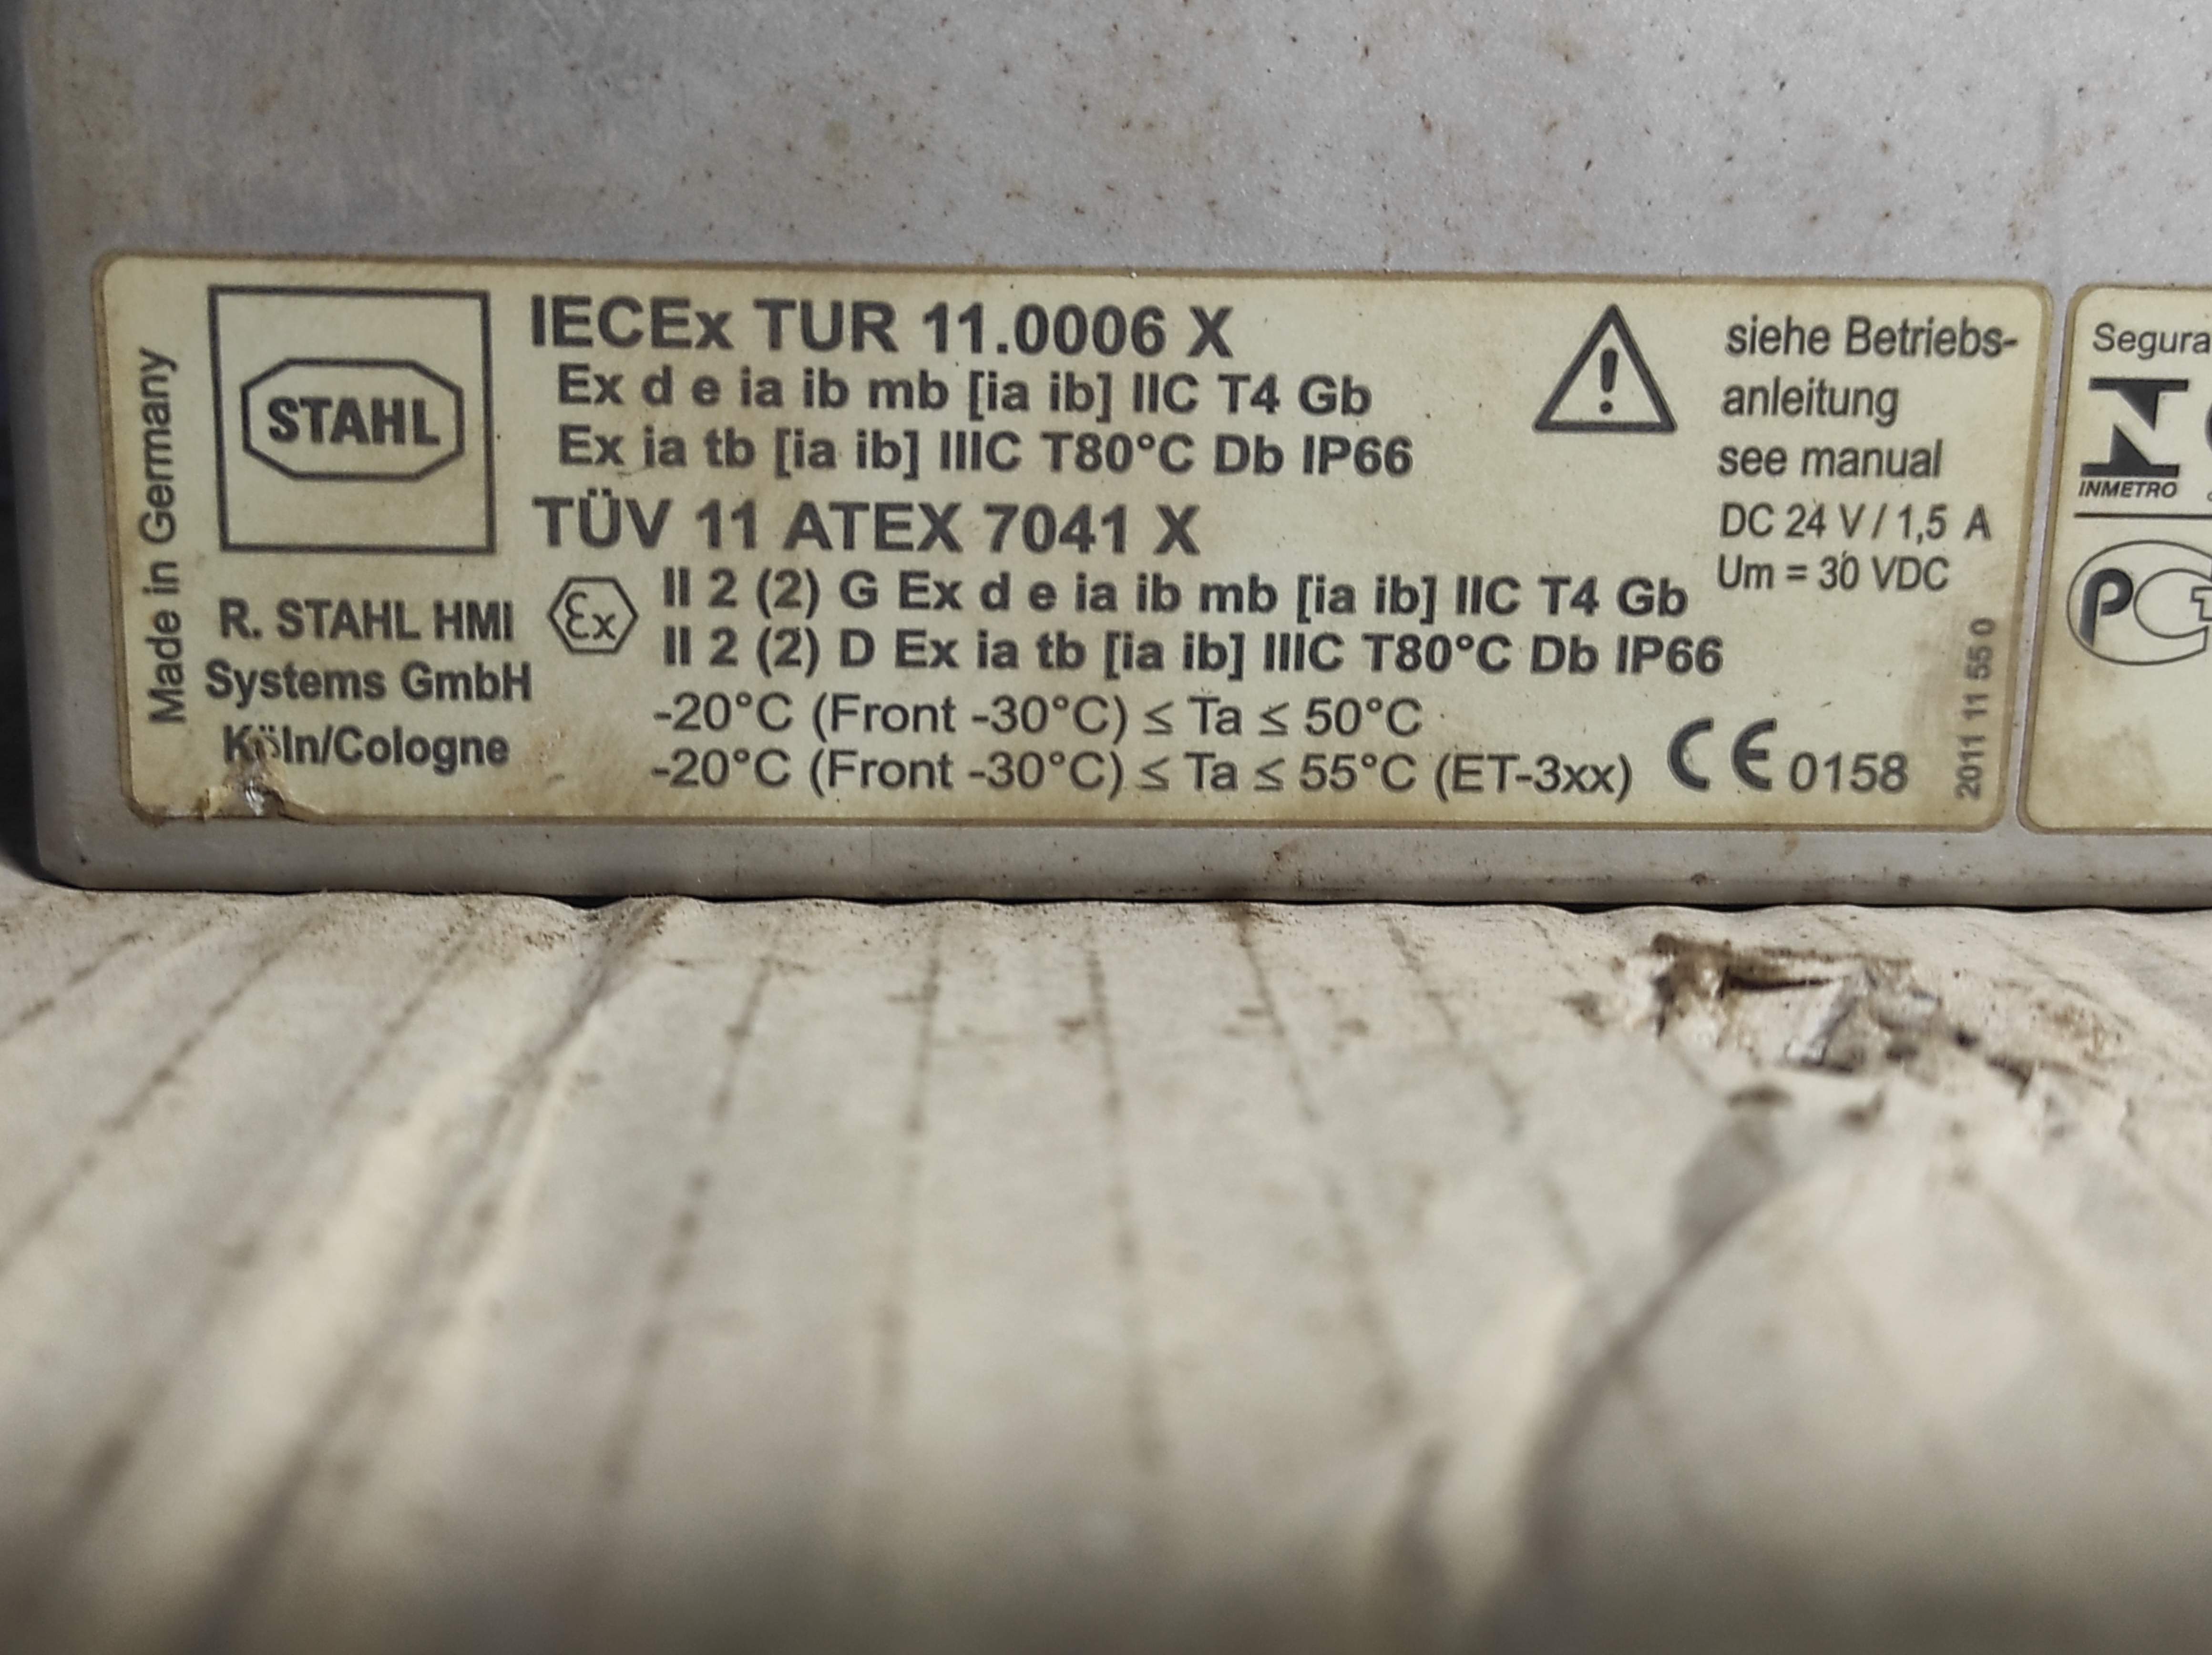 Made in Germany
STAHL
R. STAHL HMI
Systems GmbH
Köln/Cologne
IECEx TUR 11.0006 X
Ex d e ia ib mb [ia ib] IIC T4 Gb
Ex ia tb [ia ib] IIIC T80°C Db IP66
TÜV 11 ATEX 7041 X
Ex
II 2 (2) G Ex d e ia ib mb [ia ib] IIC T4 Gb
II 2 (2) D Ex ia tb [ia ib] IIIC T80°C Db IP66
-20°C (Front -30°C) ≤ Ta ≤ 50°C
-20°C (Front -30°C) ≤ Ta ≤ 55°C (ET-3xx)
siehe Betriebs-
anleitung
see manual
DC 24 V / 1,5 A
Um = 30 VDC
CE 0158
2011 11 55 0
Segura
INMETRO